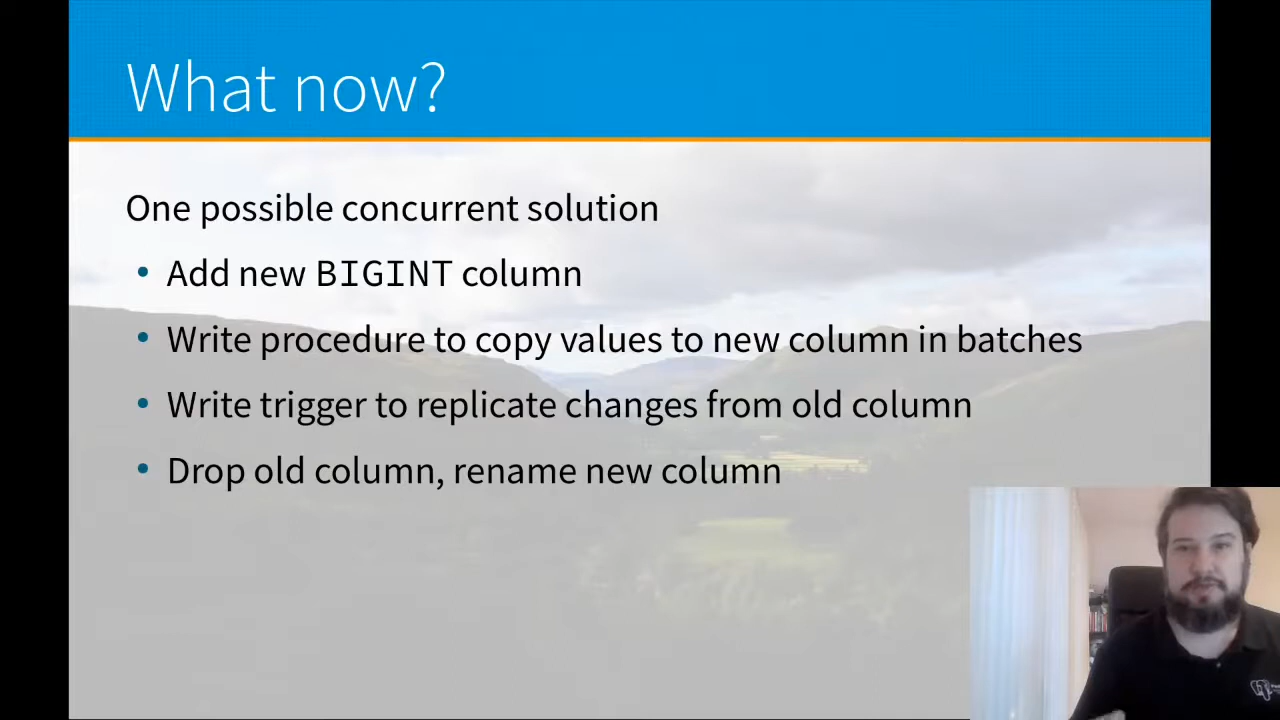 What now?
One possible concurrent solution
• Add new BIGINT column
• Write procedure to copy values to new column in batches
• Write trigger to replicate changes from old column
• Drop old column, rename new column